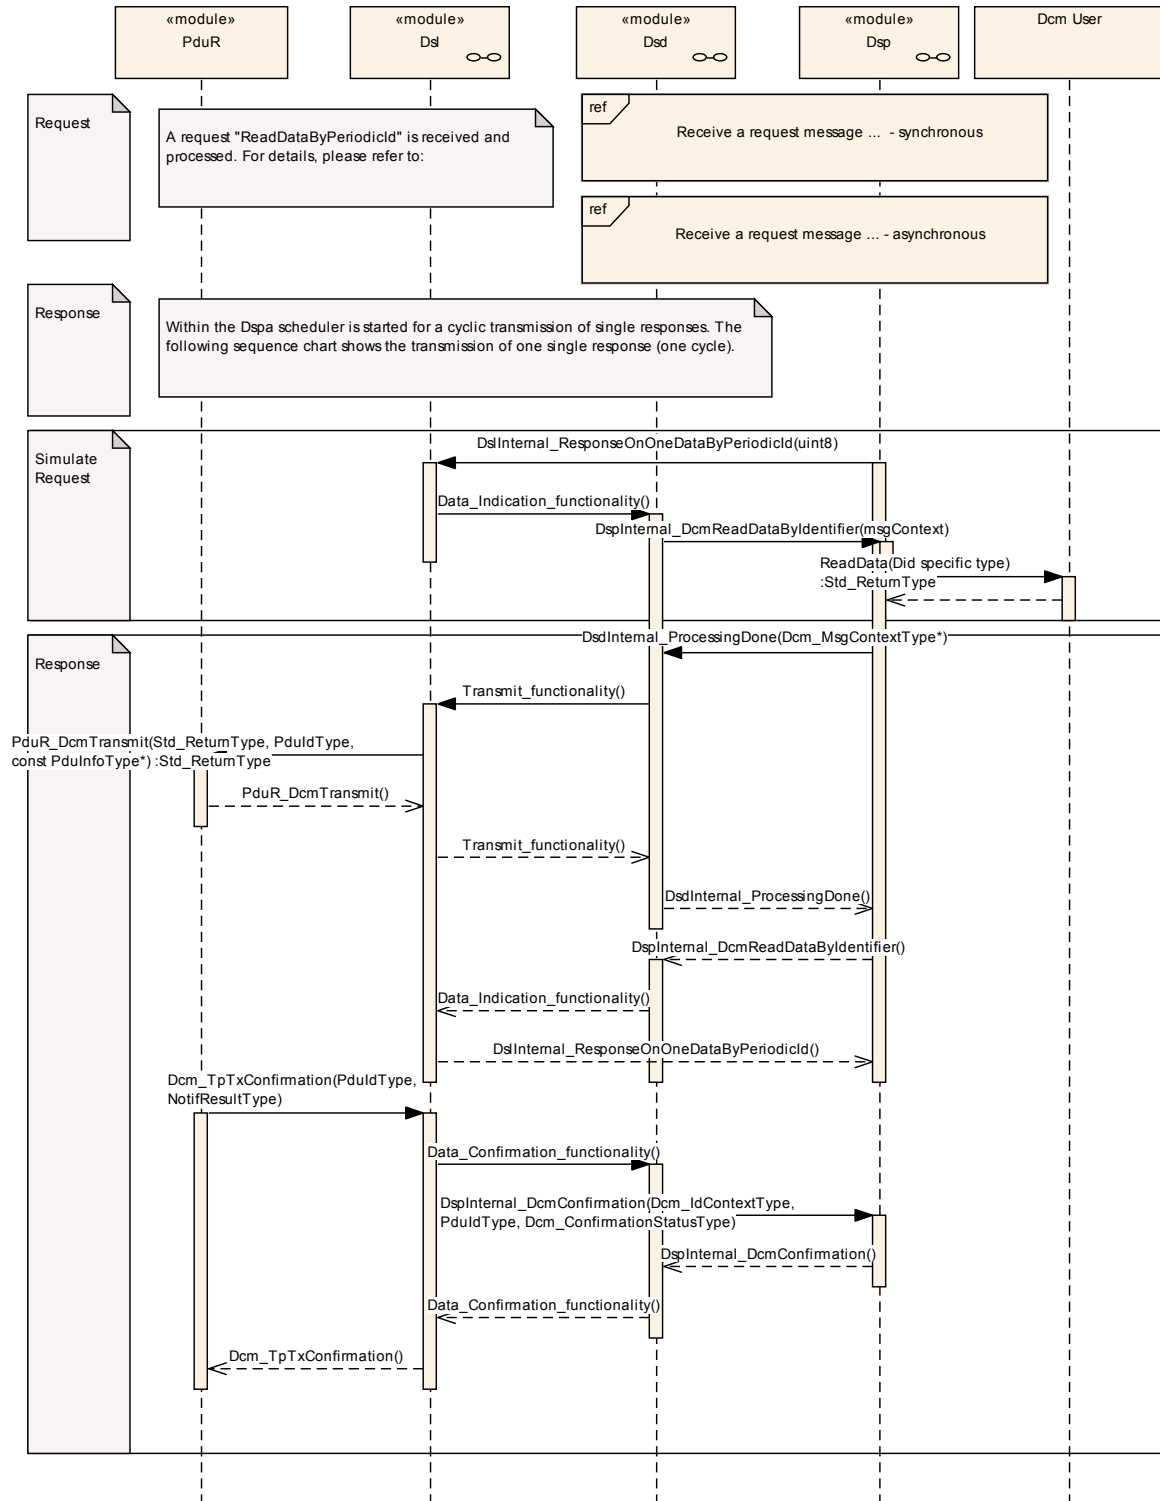 «module»
PduR
«module»
Dsl
«module»
Dsd
«module»
Dsp
Dcm User
Request
A request "ReadDataByPeriodicId" is received and
processed. For details, please refer to:
ref
Receive a request message ... - synchronous
ref
Receive a request message ... - asynchronous
Response
Within the Dspa scheduler is started for a cyclic transmission of single responses. The
following sequence chart shows the transmission of one single response (one cycle).
Simulate
Request
DslInternal_ResponseOnOneDataByPeriodicId(uint8)
Data_Indication_functionality()
DspInternal_DcmReadDataByIdentifier(msgContext)
ReadData(Did specific type)
:Std_ReturnType
Response
DsdInternal_ProcessingDone(Dcm_MsgContextType*)
Transmit_functionality()
PduR_DcmTransmit(Std_ReturnType, PduIdType,
const PduInfoType*) :Std_ReturnType
PduR_DcmTransmit()
Transmit_functionality()
DsdInternal_ProcessingDone()
DspInternal_DcmReadDataByIdentifier()
Data_Indication_functionality()
DslInternal_ResponseOnOneDataByPeriodicId()
Dcm_TpTxConfirmation(PduIdType,
NotifResultType)
Data_Confirmation_functionality()
DspInternal_DcmConfirmation(Dcm_IdContextType,
PduIdType, Dcm_ConfirmationStatusType)
DspInternal_DcmConfirmation()
Data_Confirmation_functionality()
Dcm_TpTxConfirmation()